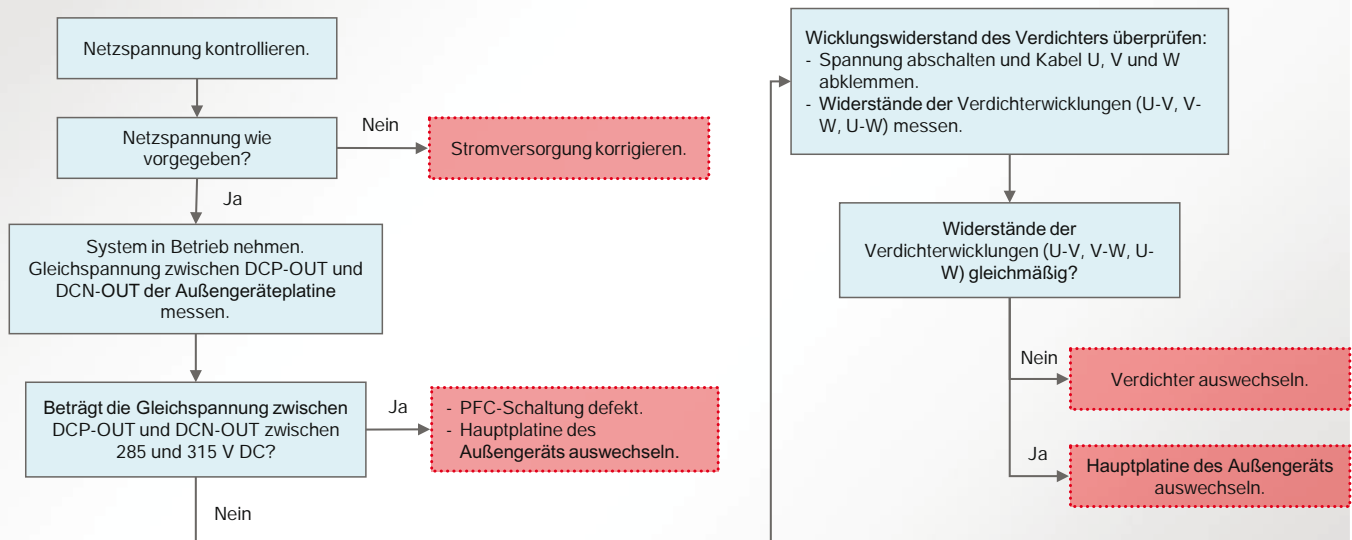 Netzspannung kontrollieren.
Netzspannung wie
vorgegeben?
Nein
Stromversorgung korrigieren.
Ja
System in Betrieb nehmen.
Gleichspannung zwischen DCP-OUT und
DCN-OUT der Außengeräteplatine
messen.
Beträgt die Gleichspannung zwischen
DCP-OUT und DCN-OUT zwischen
285 und 315 V DC?
Ja
- PFC-Schaltung defekt.
- Hauptplatine des
Außengeräts auswechseln.
Nein
Wicklungswiderstand des Verdichters überprüfen:
- Spannung abschalten und Kabel U, V und W
abklemmen.
- Widerstände der Verdichterwicklungen (U-V, V-
W, U-W) messen.
Widerstände der
Verdichterwicklungen (U-V, V-W, U-
W) gleichmäßig?
Nein
Verdichter auswechseln.
Ja
Hauptplatine des Außengeräts
auswechseln.